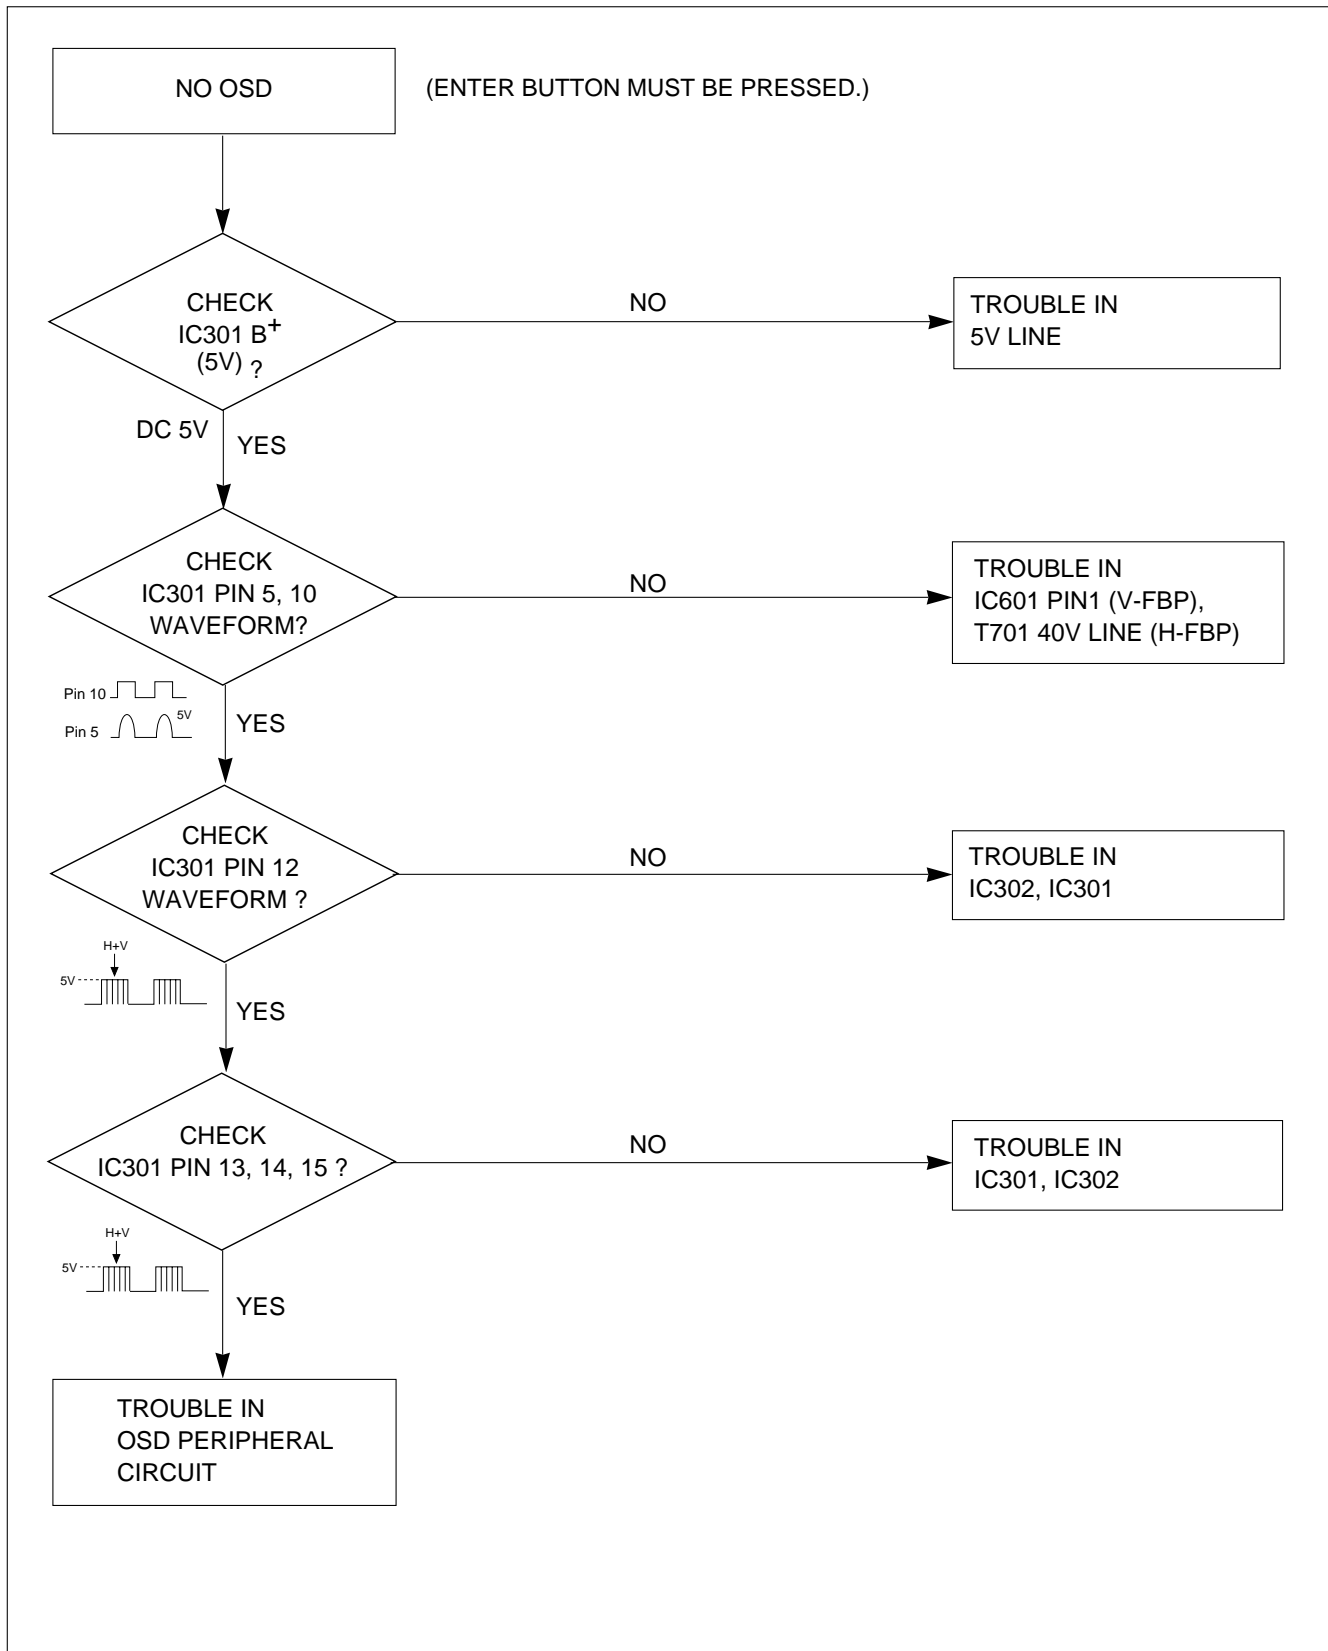 NO OSD
(ENTER BUTTON MUST BE PRESSED.)
CHECK
IC301 B+
(5V) ?
NO
TROUBLE IN
5V LINE
DC 5V
YES
CHECK
IC301 PIN 5, 10
WAVEFORM?
NO
TROUBLE IN
IC601 PIN1 (V-FBP),
T701 40V LINE (H-FBP)
Pin 10
5V
Pin 5
YES
CHECK
IC301 PIN 12
WAVEFORM ?
NO
TROUBLE IN
IC302, IC301
H+V
5V
YES
CHECK
IC301 PIN 13, 14, 15 ?
NO
TROUBLE IN
IC301, IC302
H+V
5V
YES
TROUBLE IN
OSD PERIPHERAL
CIRCUIT